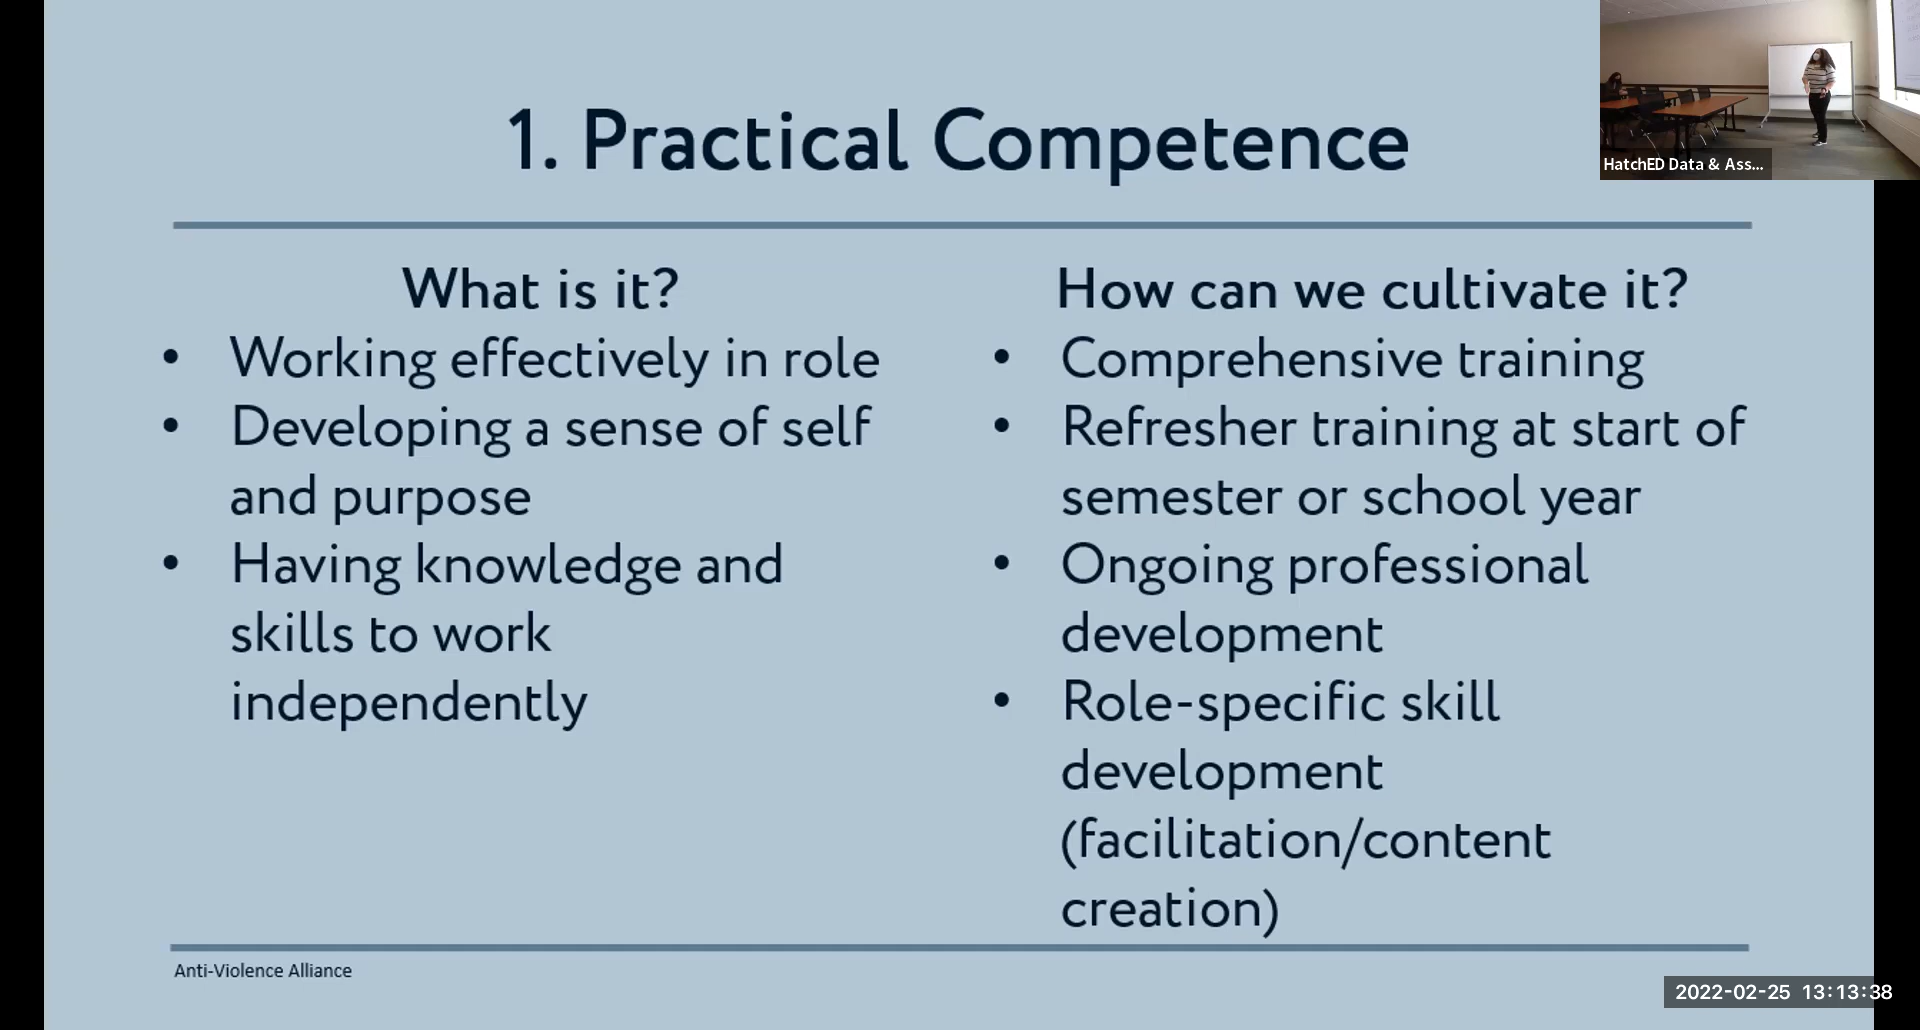 1. Practical Competence
HatchED Data & Ass...
What is it?
• Working effectively in role
• Developing a sense of self
and purpose
• Having knowledge and
skills to work
independently
How can we cultivate it?
• Comprehensive training
• Refresher training at start of
semester or school year
• Ongoing professional
development
• Role-specific skill
development
(facilitation/content
creation)
Anti-Violence Alliance
2022-02-25 13:13:38